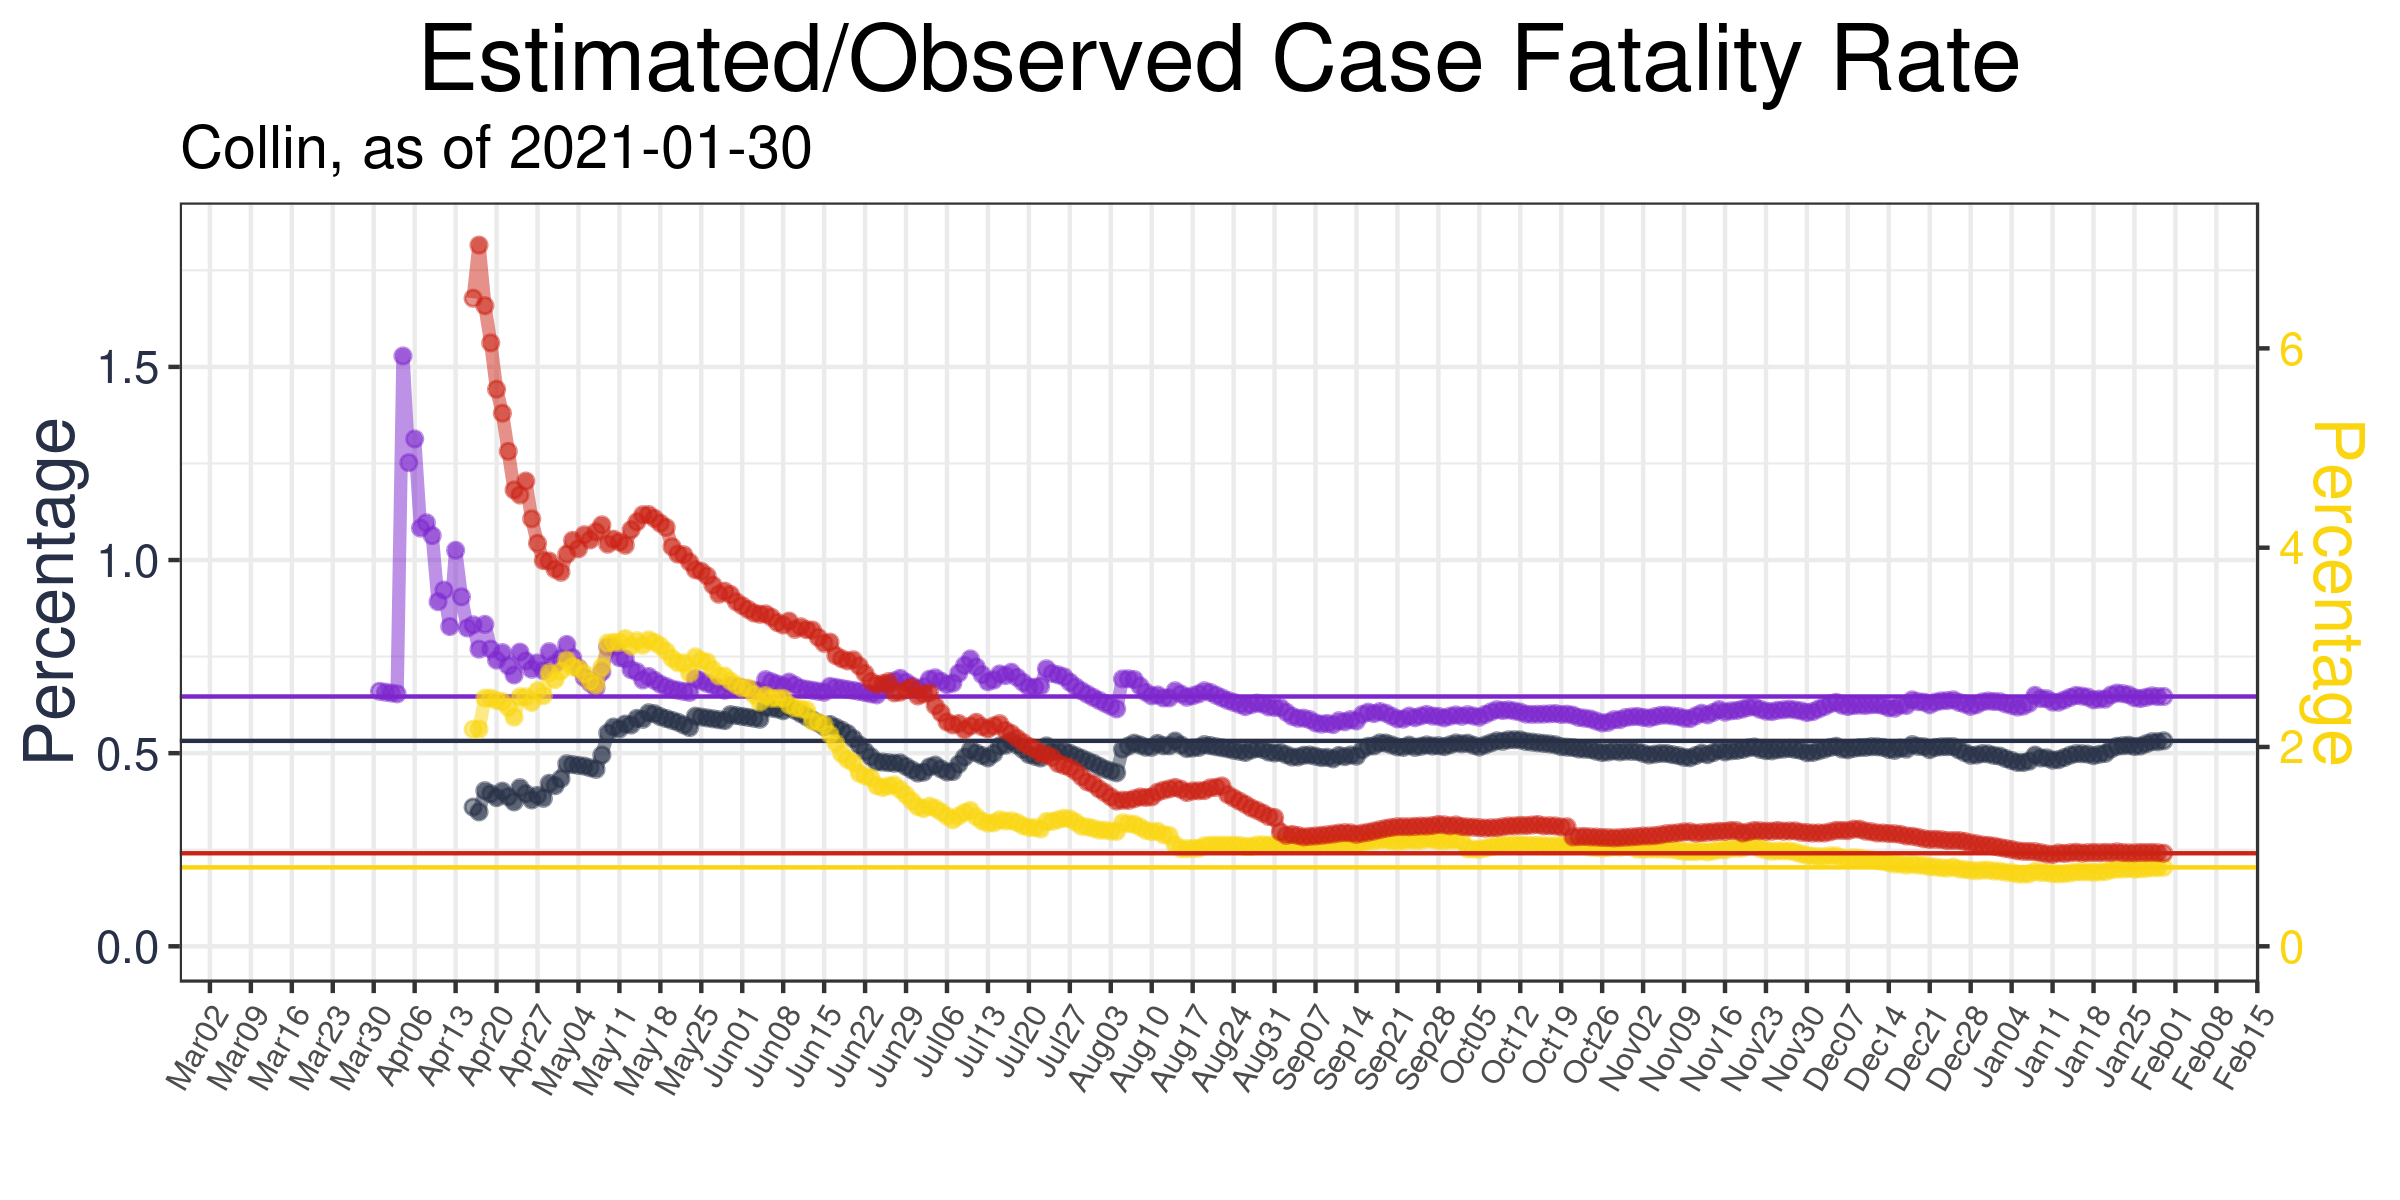 Estimated/Observed Case Fatality Rate
Collin, as of 2021-01-30
Percentage
1.5
1.0
0.5
0.0
6
4
2
0
Percentage
Mar02
Mar09
Mar16
Mar23
Mar30
Apr06
Apr13
Apr20
Apr27
May04
May11
May18
May25
Jun01
Jun08
Jun15
Jun22
Jun29
Jul06
Jul13
Jul20
Jul27
Aug03
Aug10
Aug17
Aug24
Aug31
Sep07
Sep14
Sep21
Sep28
Oct05
Oct12
Oct19
Oct26
Nov02
Nov09
Nov16
Nov23
Nov30
Dec07
Dec14
Dec21
Dec28
Jan04
Jan11
Jan18
Jan25
Feb01
Feb08
Feb15